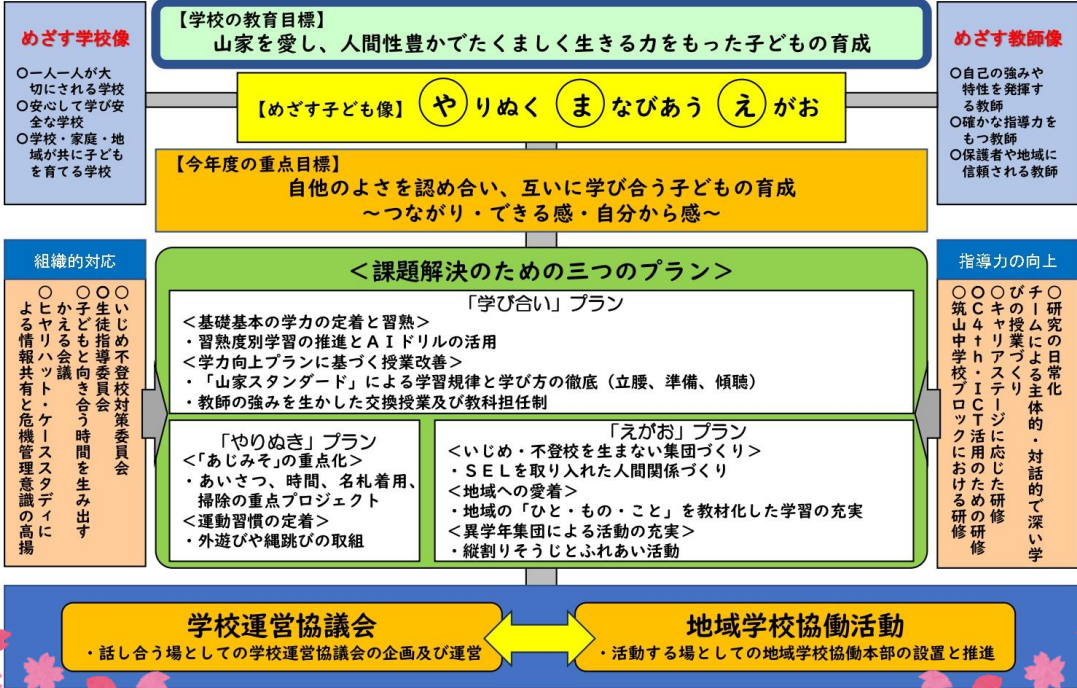 めざす学校像
○一人一人が大
切にされる学校
○安心して学び安
全な学校
○学校・家庭・地
域が共に子ども
を育てる学校
【学校の教育目標】
山家を愛し、人間性豊かでたくましく生きる力をもった子どもの育成
【めざす子ども像】 やりぬく まなびあう えがお
めざす教師像
○自己の強みや
特性を発揮す
る教師
○確かな指導力を
もつ教師
○保護者や地域に
信頼される教師
【今年度の重点目標】
自他のよさを認め合い、互いに学び合う子どもの育成
～つながり・できる感・自分から感～
組織的対応
○いじめ不登校対策委員会
○生徒指導委員会
○子どもと向き合う時間を生み出す
かえる会議
○ヒヤリハット・ケーススタディに
よる情報共有と危機管理意識の高揚
＜課題解決のための三つのプラン＞
「学び合い」プラン
＜基礎基本の学力の定着と習熟＞
・習熟度別学習の推進とAIドリルの活用
＜学力向上プランに基づく授業改善＞
・「山家スタンダード」による学習規律と学び方の徹底（立腰、準備、傾聴）
・教師の強みを生かした交換授業及び教科担任制
「やりぬき」プラン
＜「あじみそ」の重点化＞
・あいさつ、時間、名札着用、
掃除の重点プロジェクト
＜運動習慣の定着＞
・外遊びや縄跳びの取組
「えがお」プラン
＜いじめ・不登校を生まない集団づくり＞
・SELを取り入れた人間関係づくり
＜地域への愛着＞
・地域の「ひと・もの・こと」を教材化した学習の充実
＜異学年集団による活動の充実＞
・縦割りそうじとふれあい活動
指導力の向上
○研究の日常化
チームによる主体的・対話的で深い学
びの授業づくり
○キャリアステージに応じた研修
○C4th・ICT活用のための研修
○筑山中学校ブロックにおける研修
学校運営協議会
・話し合う場としての学校運営協議会の企画及び運営
地域学校協働活動
・活動する場としての地域学校協働本部の設置と推進